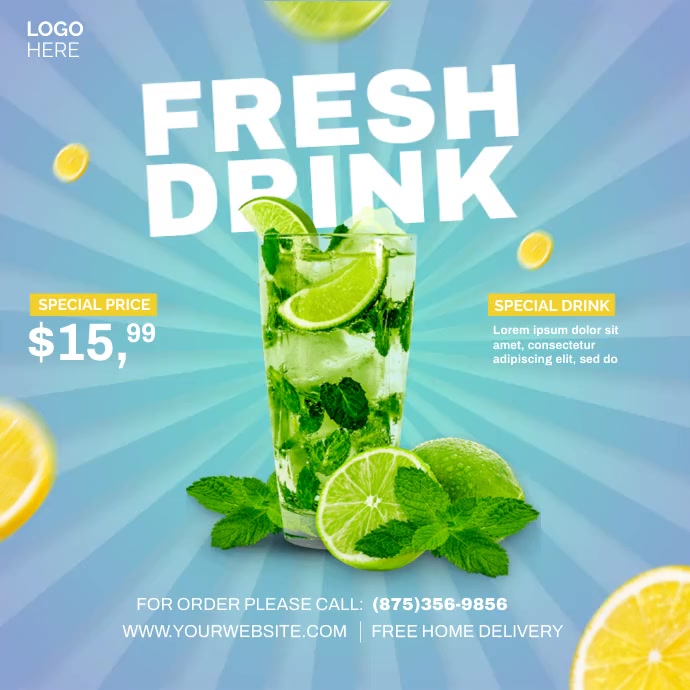 LOGO
HERE
FRESH
DRINK
SPECIAL PRICE
$15,99
SPECIAL DRINK
Lorem ipsum dolor sit
amet, consectetur
adipiscing elit, sed do
FOR ORDER PLEASE CALL: (875)356-9856
WWW.YOURWEBSITE.COM | FREE HOME DELIVERY